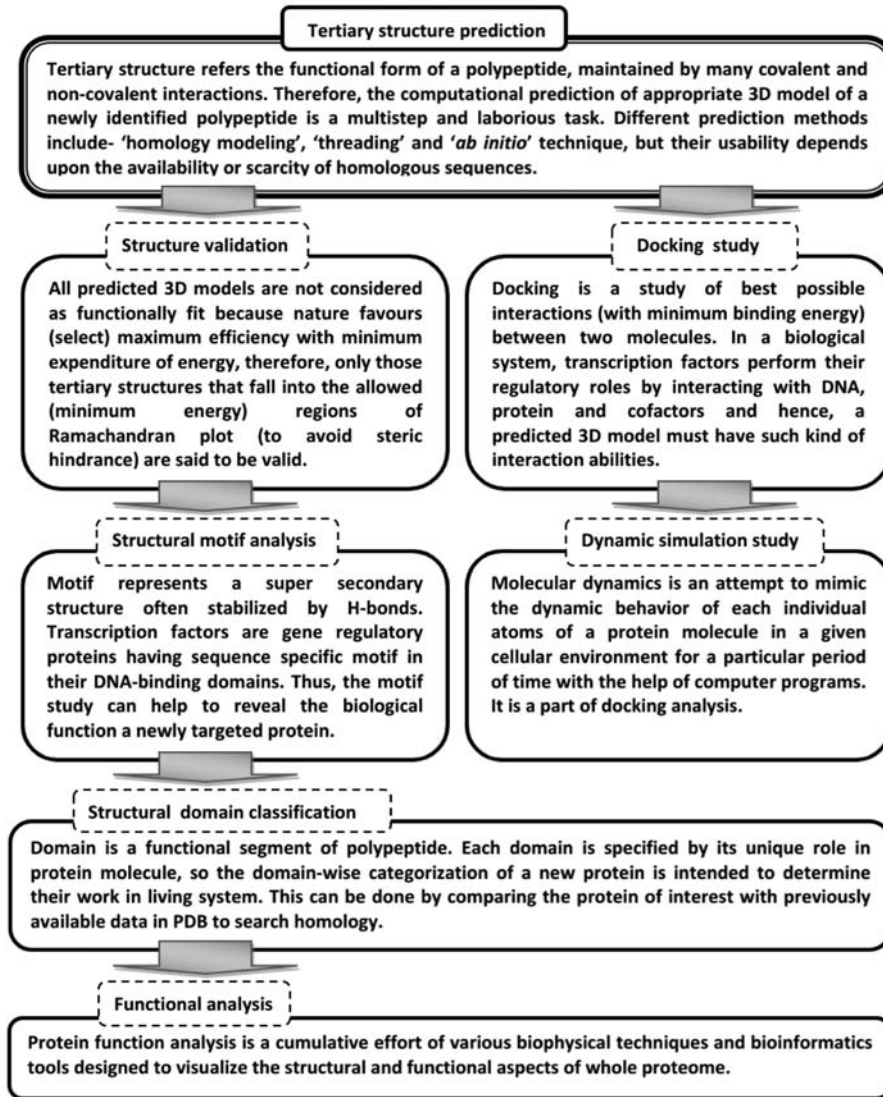 Tertiary structure prediction
Tertiary structure refers the functional form of a polypeptide, maintained by many covalent and
non-covalent interactions. Therefore, the computational prediction of appropriate 3D model of a
newly identified polypeptide is a multistep and laborious task. Different prediction methods
include- ‘homology modeling’, ‘threading’ and ‘ab initio’ technique, but their usability depends
upon the availability or scarcity of homologous sequences.
Structure validation
All predicted 3D models are not considered
as functionally fit because nature favours
(select) maximum efficiency with minimum
expenditure of energy, therefore, only those
tertiary structures that fall into the allowed
(minimum energy) regions of
Ramachandran plot (to avoid steric
hindrance) are said to be valid.
Docking study
Docking is a study of best possible
interactions (with minimum binding energy)
between two molecules. In a biological
system, transcription factors perform their
regulatory roles by interacting with DNA,
protein and cofactors and hence, a
predicted 3D model must have such kind of
interaction abilities.
Structural motif analysis
Motif represents a super secondary
structure often stabilized by H-bonds.
Transcription factors are gene regulatory
proteins having sequence specific motif in
their DNA-binding domains. Thus, the motif
study can help to reveal the biological
function a newly targeted protein.
Dynamic simulation study
Molecular dynamics is an attempt to mimic
the dynamic behavior of each individual
atoms of a protein molecule in a given
cellular environment for a particular period
of time with the help of computer programs.
It is a part of docking analysis.
Structural domain classification
Domain is a functional segment of polypeptide. Each domain is specified by its unique role in
protein molecule, so the domain-wise categorization of a new protein is intended to determine
their work in living system. This can be done by comparing the protein of interest with previously
available data in PDB to search homology.
Functional analysis
Protein function analysis is a cumulative effort of various biophysical techniques and bioinformatics
tools designed to visualize the structural and functional aspects of whole proteome.